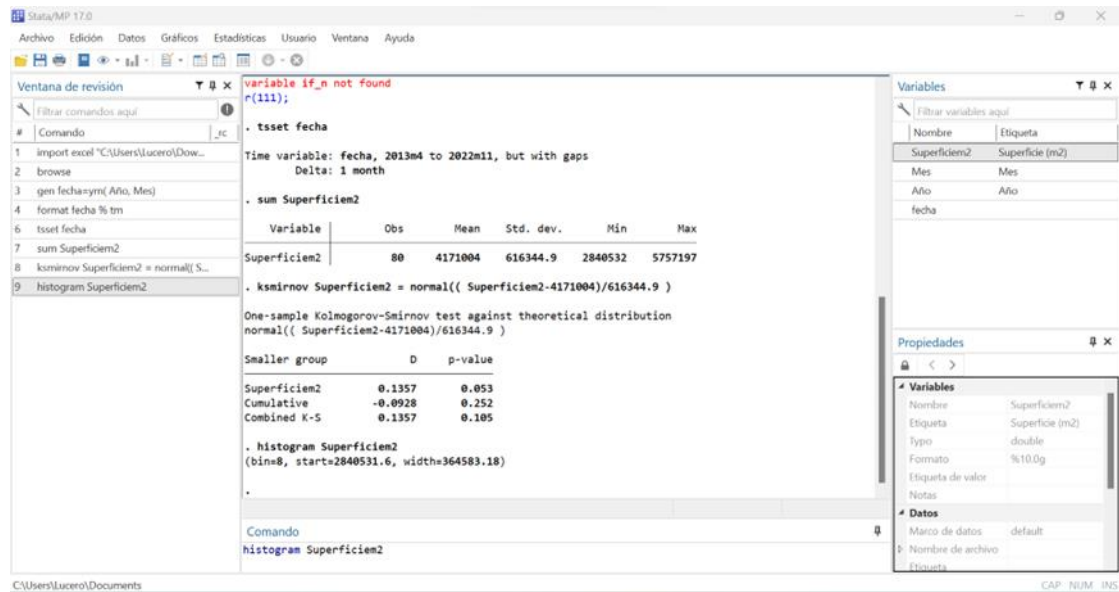 Stata/MP 17.0
Archivo Edición Datos Gráficos Estadísticas Usuario Ventana Ayuda
Ventana de revisión
Filtrar comandos aquí
# Comando _rc
1 import excel "C:\Users\Lucero\Dow...
2 browse
3 gen fecha=ym( Año, Mes)
4 format fecha % tm
6 tsset fecha
7 sum Superficiem2
8 ksmirnov Superficiem2 = normal(( S...
9 histogram Superficiem2
variable if_n not found
r(111);
. tsset fecha
Time variable: fecha, 2013m4 to 2022m11, but with gaps
Delta: 1 month
. sum Superficiem2
Variable Obs Mean Std. dev. Min Max
Superficiem2 80 4171004 616344.9 2840532 5757197
. ksmirnov Superficiem2 = normal(( Superficiem2-4171004)/616344.9 )
One-sample Kolmogorov-Smirnov test against theoretical distribution
normal(( Superficiem2-4171004)/616344.9 )
Smaller group D p-value
Superficiem2 0.1357 0.053
Cumulative -0.0928 0.252
Combined K-S 0.1357 0.105
. histogram Superficiem2
(bin=8, start=2840531.6, width=364583.18)
.
Comando
histogram Superficiem2
Variables
Filtrar variables aquí
Nombre Etiqueta
Superficiem2 Superficie (m2)
Mes Mes
Año Año
fecha
Propiedades
Variables
Nombre Superficiem2
Etiqueta Superficie (m2)
Typo double
Formato %10.0g
Etiqueta de valor
Notas
Datos
Marco de datos default
Nombre de archivo
Etiqueta
C:\Users\Lucero\Documents
CAP NUM INS